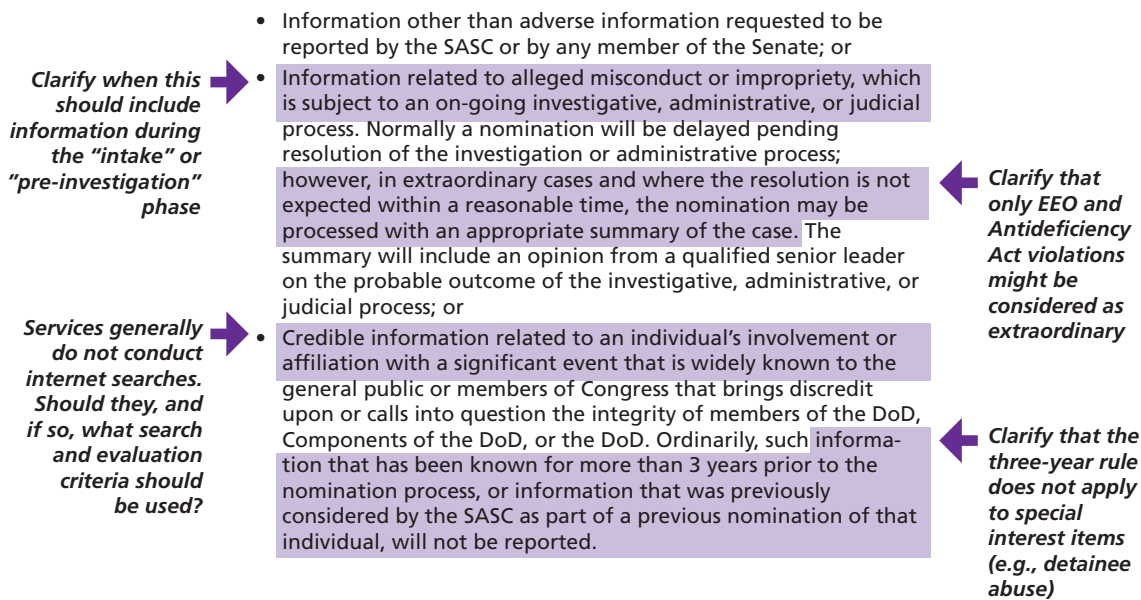 • Information other than adverse information requested to be
reported by the SASC or by any member of the Senate; or
Clarify when this
should include
information during
the “intake” or
”pre-investigation”
phase
• Information related to alleged misconduct or impropriety, which
is subject to an on-going investigative, administrative, or judicial
process. Normally a nomination will be delayed pending
resolution of the investigation or administrative process;
however, in extraordinary cases and where the resolution is not
expected within a reasonable time, the nomination may be
processed with an appropriate summary of the case. The
summary will include an opinion from a qualified senior leader
on the probable outcome of the investigative, administrative, or
judicial process; or
Clarify that
only EEO and
Antideficiency
Act violations
might be
considered as
extraordinary
Services generally
do not conduct
internet searches.
Should they, and
if so, what search
and evaluation
criteria should
be used?
• Credible information related to an individual’s involvement or
affiliation with a significant event that is widely known to the
general public or members of Congress that brings discredit
upon or calls into question the integrity of members of the DoD,
Components of the DoD, or the DoD. Ordinarily, such informa-
tion that has been known for more than 3 years prior to the
nomination process, or information that was previously
considered by the SASC as part of a previous nomination of that
individual, will not be reported.
Clarify that the
three-year rule
does not apply
to special
interest items
(e.g., detainee
abuse)